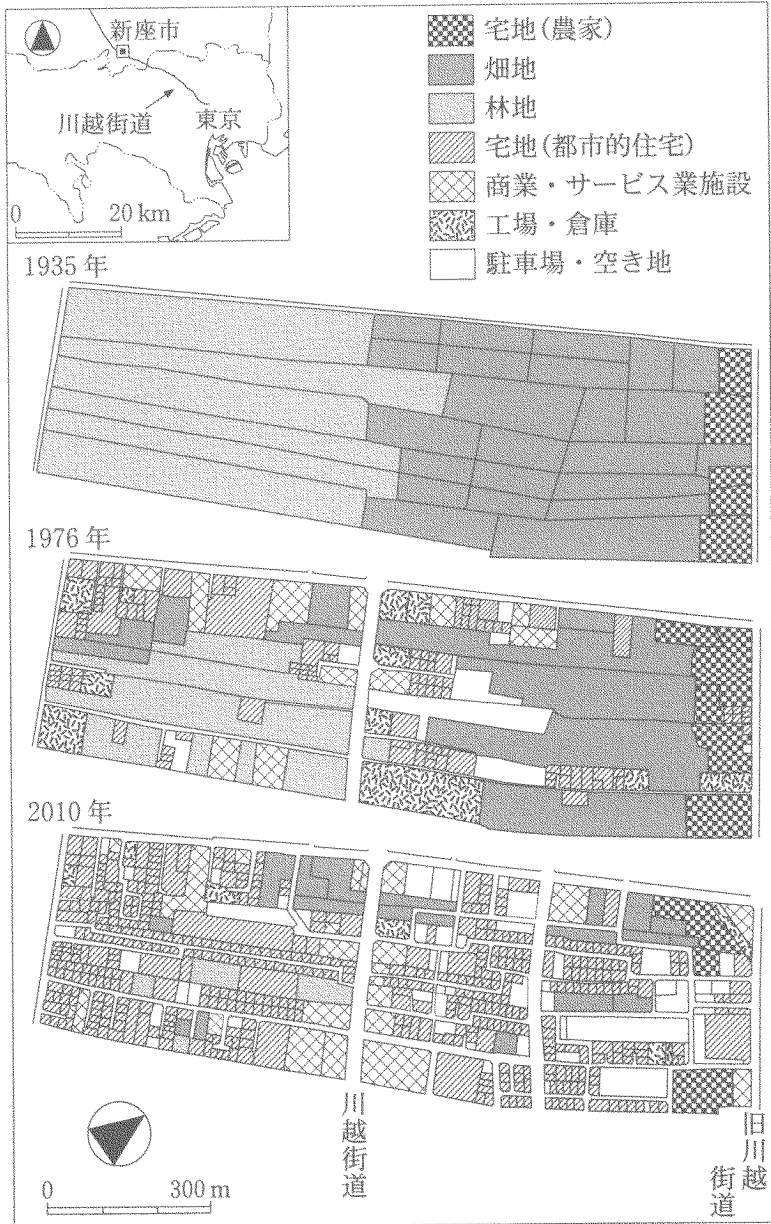 新座市
川越街道
東京
0 20 km
宅地(農家)
畑地
林地
宅地(都市的住宅)
商業・サービス業施設
工場・倉庫
駐車場・空き地
1935年
1976年
2010年
0 300 m
川越街道
旧川越街道